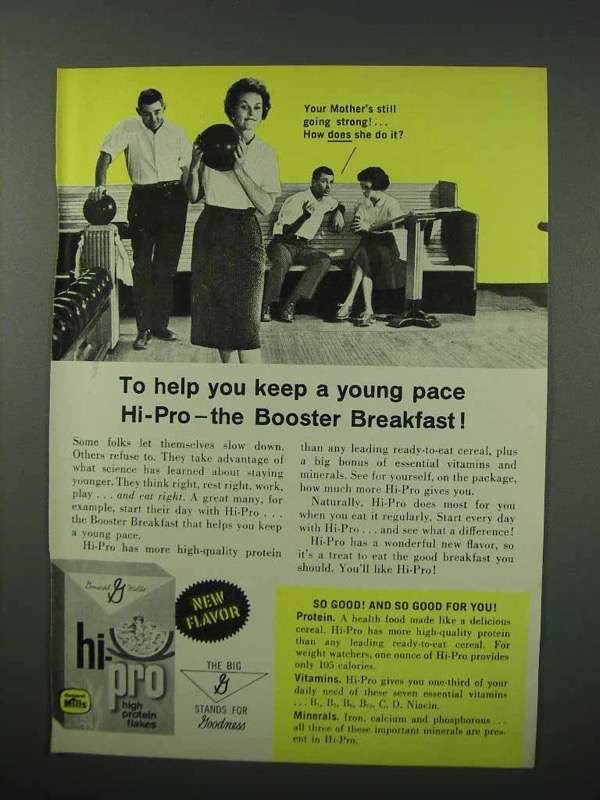 Your Mother's still
going strong!...
How does she do it?
To help you keep a young pace
Hi-Pro–the Booster Breakfast!
Some folks let themselves slow down.
Others refuse to. They take advantage of
what science has learned about staying
younger. They think right, rest right, work,
play . . . and eat right. A great many, for
example, start their day with Hi-Pro . . .
the Booster Breakfast that helps you keep
a young pace.
Hi-Pro has more high-quality protein
than any leading ready-to-eat cereal, plus
a big bonus of essential vitamins and
minerals. See for yourself, on the package,
how much more Hi-Pro gives you.
Naturally, Hi-Pro does most for you
when you eat it regularly. Start every day
with Hi-Pro . . . and see what a difference!
Hi-Pro has a wonderful new flavor, so
it's a treat to eat the good breakfast you
should. You'll like Hi-Pro!
General G Mills
hi-
pro
high
protein
flakes
General
Mills
NEW
FLAVOR
THE BIG
G
STANDS FOR
Goodness
SO GOOD! AND SO GOOD FOR YOU!
Protein. A health food made like a delicious
cereal. Hi-Pro has more high-quality protein
than any leading ready-to-eat cereal. For
weight watchers, one ounce of Hi-Pro provides
only 105 calories.
Vitamins. Hi-Pro gives you one-third of your
daily need of these seven essential vitamins
. . . B₁, B₂, B₆, B₁₂, C, D, Niacin.
Minerals. Iron, calcium and phosphorous . . .
all three of these important minerals are pres-
ent in Hi-Pro.